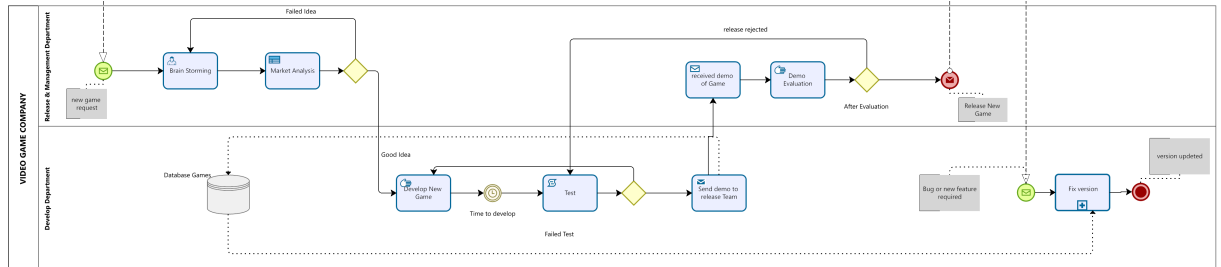 VIDEO GAME COMPANY
Release & Management Department
Failed Idea
Brain Storming
Market Analysis
new game
request
release rejected
received demo
of Game
Demo
Evaluation
After Evaluation
Release New
Game
Develop Department
Good Idea
Database Games
Develop New
Game
Time to develop
Test
Failed Test
Send demo to
release Team
Bug or new feature
required
Fix version
version updeted